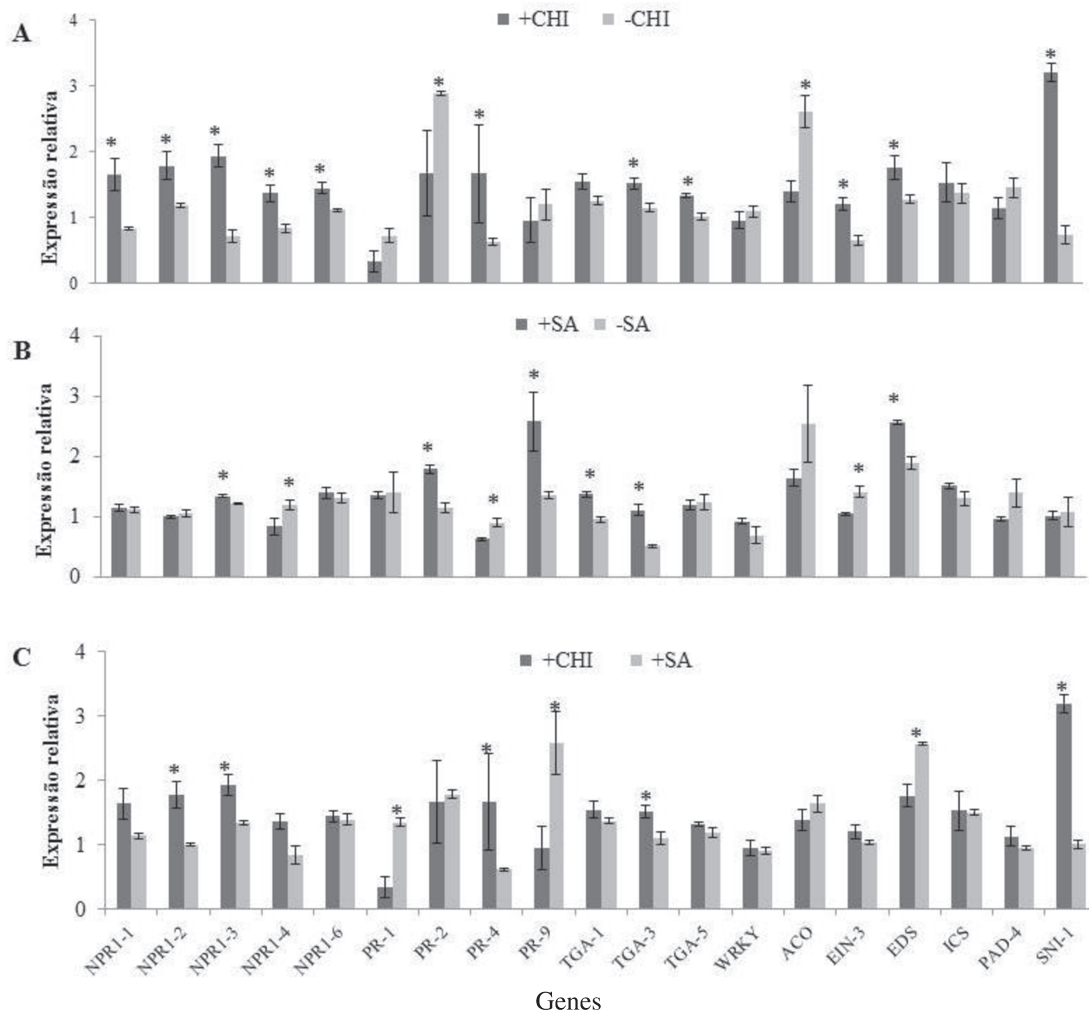 A
+CHI -CHI
Expressão relativa
4
3
2
1
0
* * * * * * * * * * * * *
B
+SA -SA
Expressão relativa
4
3
2
1
0
* * * * * * * * *
C
+CHI +SA
Expressão relativa
4
3
2
1
0
* * * * * * * *
NPR1-1 NPR1-2 NPR1-3 NPR1-4 NPR1-6 PR-1 PR-2 PR-4 PR-9 TGA-1 TGA-3 TGA-5 WRKY ACO EIN-3 EDS ICS PAD-4 SNI-1
Genes